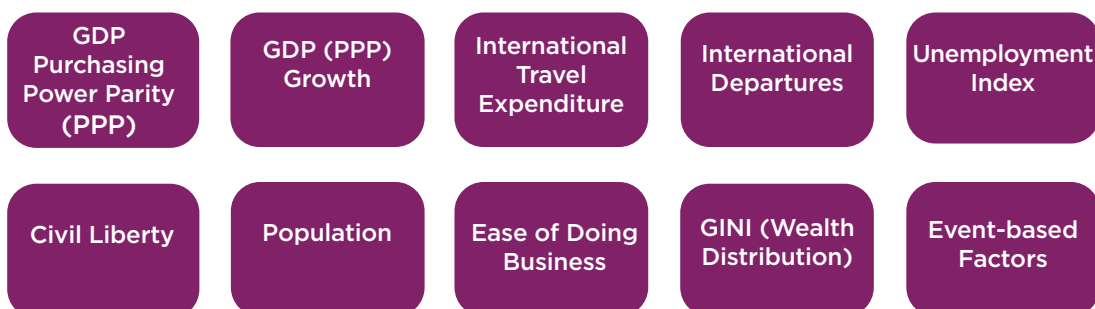 GDP
Purchasing
Power Parity
(PPP)
GDP (PPP)
Growth
International
Travel
Expenditure
International
Departures
Unemployment
Index
Civil Liberty
Population
Ease of Doing
Business
GINI (Wealth
Distribution)
Event-based
Factors